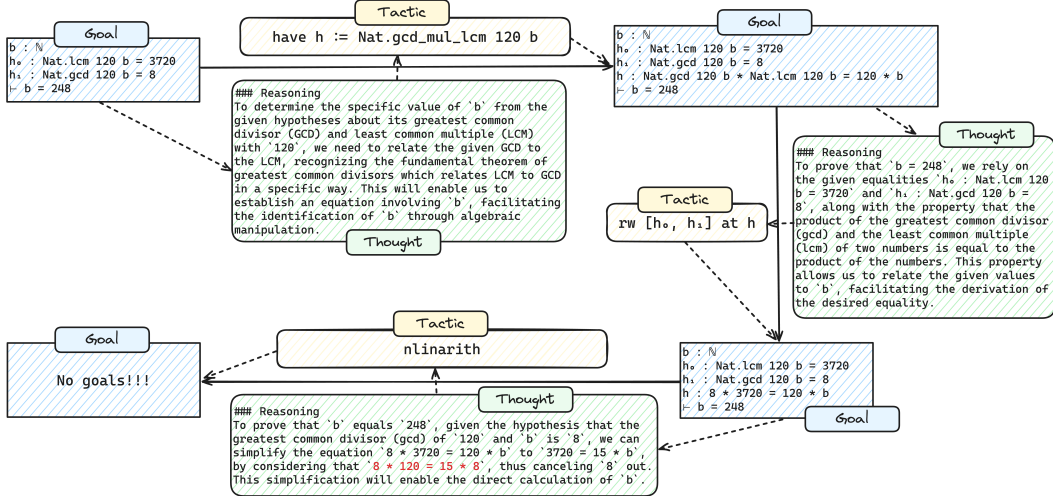 Goal
b : ℕ
h₀ : Nat.lcm 120 b = 3720
h₁ : Nat.gcd 120 b = 8
⊢ b = 248
Tactic
have h := Nat.gcd_mul_lcm 120 b
### Reasoning
To determine the specific value of `b` from the
given hypotheses about its greatest common
divisor (GCD) and least common multiple (LCM)
with `120`, we need to relate the given GCD to
the LCM, recognizing the fundamental theorem of
greatest common divisors which relates LCM to GCD
in a specific way. This will enable us to
establish an equation involving `b`, facilitating
the identification of `b` through algebraic
manipulation.
Thought
Goal
b : ℕ
h₀ : Nat.lcm 120 b = 3720
h₁ : Nat.gcd 120 b = 8
h : Nat.gcd 120 b * Nat.lcm 120 b = 120 * b
⊢ b = 248
Thought
### Reasoning
To prove that `b = 248`, we rely on
the given equalities `h₀ : Nat.lcm 120
b = 3720` and `h₁ : Nat.gcd 120 b =
8`, along with the property that the
product of the greatest common divisor
(gcd) and the least common multiple
(lcm) of two numbers is equal to the
product of the numbers. This property
allows us to relate the given values
to `b`, facilitating the derivation of
the desired equality.
Tactic
rw [h₀, h₁] at h
b : ℕ
h₀ : Nat.lcm 120 b = 3720
h₁ : Nat.gcd 120 b = 8
h : 8 * 3720 = 120 * b
⊢ b = 248
Goal
Thought
### Reasoning
To prove that `b` equals `248`, given the hypothesis that the
greatest common divisor (gcd) of `120` and `b` is `8`, we can
simplify the equation `8 * 3720 = 120 * b` to `3720 = 15 * b`,
by considering that `8 * 120 = 15 * 8`, thus canceling `8` out.
This simplification will enable the direct calculation of `b`.
Tactic
nlinarith
Goal
No goals!!!